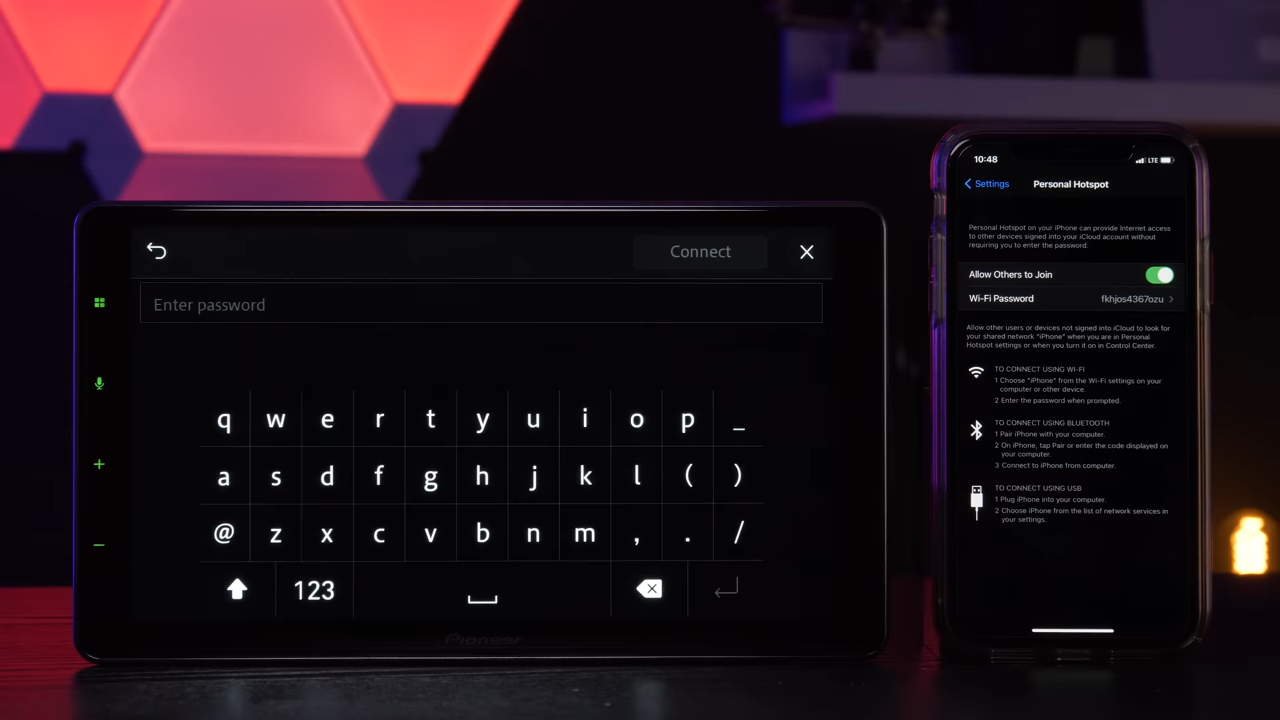 Connect
Enter password
q w e r t y u i o p _
a s d f g h j k l ( )
@ z x c v b n m , . /
123
Pioneer
10:48
LTE
Settings
Personal Hotspot
Personal Hotspot on your iPhone can provide Internet access
to other devices signed into your iCloud account without
requiring you to enter the password.
Allow Others to Join
Wi-Fi Password fkhjos4367ozu
Allow other users or devices not signed into iCloud to look for
your shared network "iPhone" when you are in Personal
Hotspot settings or when you turn it on in Control Center.
TO CONNECT USING WI-FI
1 Choose "iPhone" from the Wi-Fi settings on your
computer or other device.
2 Enter the password when prompted.
TO CONNECT USING BLUETOOTH
1 Pair iPhone with your computer.
2 On iPhone, tap Pair or enter the code displayed on
your computer.
3 Connect to iPhone from computer.
TO CONNECT USING USB
1 Plug iPhone into your computer.
2 Choose iPhone from the list of network services in
your settings.